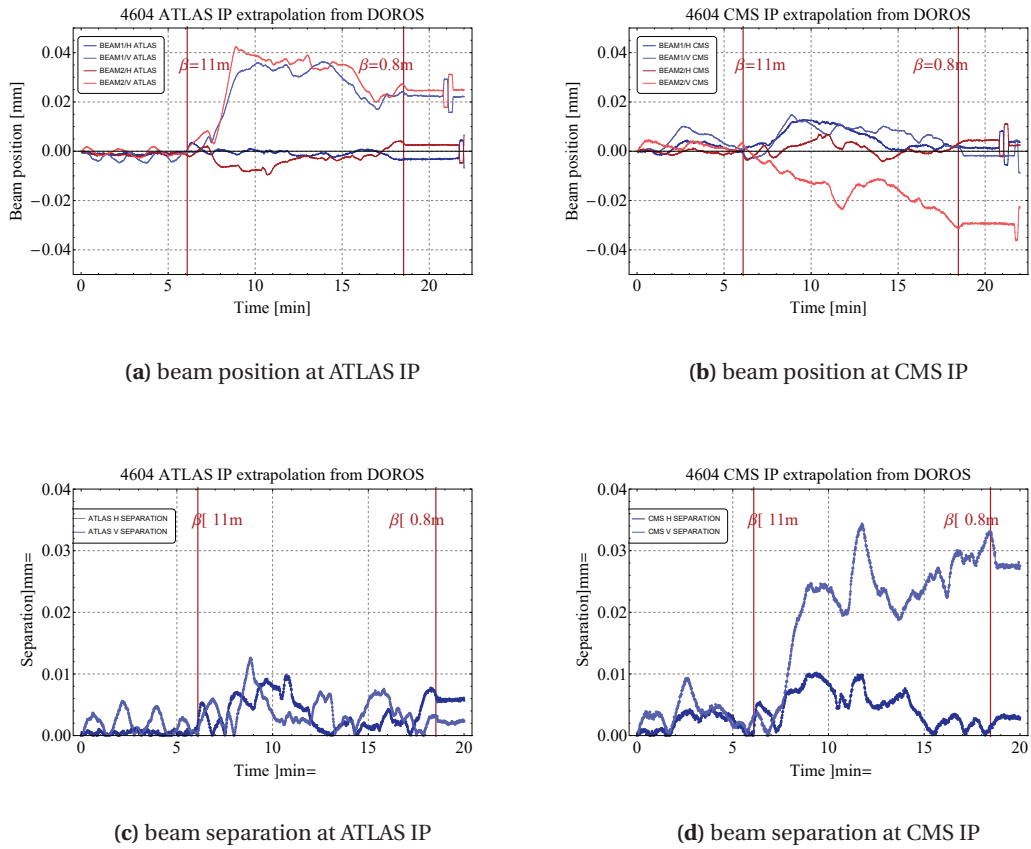 4604 ATLAS IP extrapolation from DOROS
BEAM1/H ATLAS
BEAM1/V ATLAS
BEAM2/H ATLAS
BEAM2/V ATLAS
β=11m
β=0.8m
0.04
0.02
0.00
−0.02
−0.04
Beam position [mm]
0
5
10
15
20
Time [min]
(a) beam position at ATLAS IP
4604 CMS IP extrapolation from DOROS
BEAM1/H CMS
BEAM1/V CMS
BEAM2/H CMS
BEAM2/V CMS
β=11m
β=0.8m
0.04
0.02
0.00
−0.02
−0.04
Beam position [mm]
0
5
10
15
20
Time [min]
(b) beam position at CMS IP
4604 ATLAS IP extrapolation from DOROS
ATLAS H SEPARATION
ATLAS V SEPARATION
β[ 11m
β[ 0.8m
0.04
0.03
0.02
0.01
0.00
Separation]mm=
0
5
10
15
20
Time ]min=
(c) beam separation at ATLAS IP
4604 CMS IP extrapolation from DOROS
CMS H SEPARATION
CMS V SEPARATION
β[ 11m
β[ 0.8m
0.04
0.03
0.02
0.01
0.00
Separation]mm=
0
5
10
15
20
Time ]min=
(d) beam separation at CMS IP